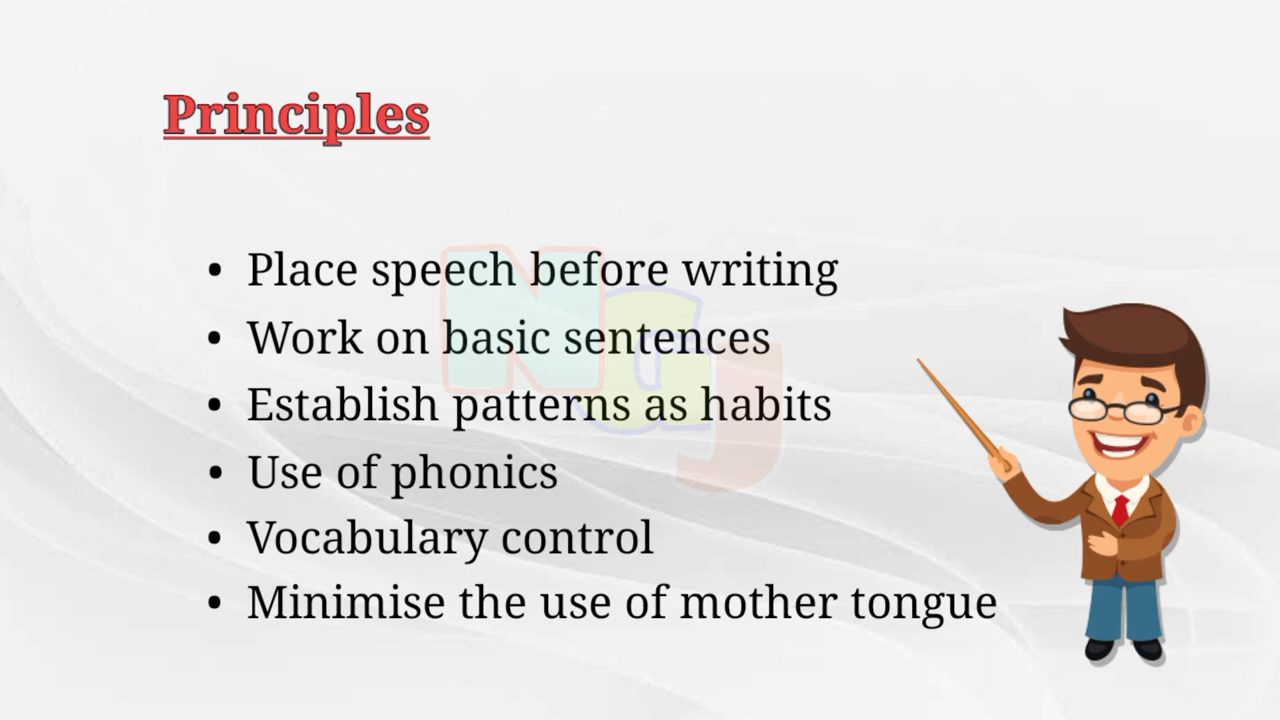 Principles
• Place speech before writing
• Work on basic sentences
• Establish patterns as habits
• Use of phonics
• Vocabulary control
• Minimise the use of mother tongue
NGJ